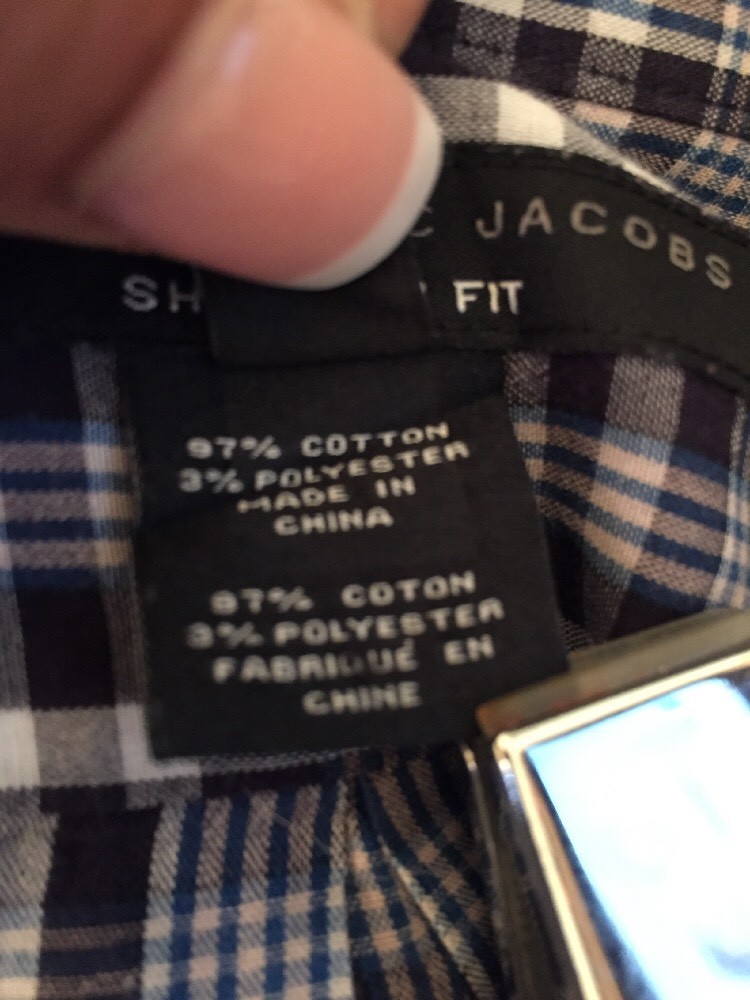 C JACOBS
SH FIT
97% COTTON
3% POLYESTER
MADE IN
CHINA
97% COTON
3% POLYESTER
FABRIQUÉ EN
CHINE